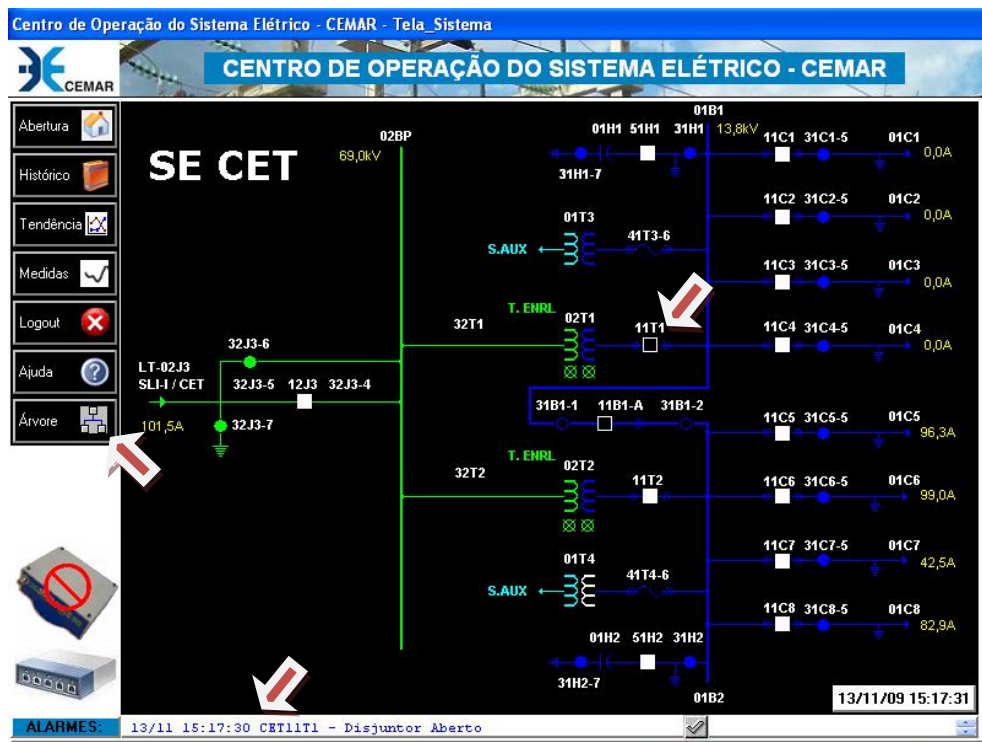 Centro de Operação do Sistema Elétrico - CEMAR - Tela_Sistema
CEMAR
CENTRO DE OPERAÇÃO DO SISTEMA ELÉTRICO - CEMAR
Abertura
Histórico
Tendência
Medidas
Logout
Ajuda
Árvore
SE CET
02BP
69,0kV
01B1
01H1 51H1 31H1 13,8kV
31H1-7
11C1 31C1-5 01C1
0,0A
11C2 31C2-5 01C2
0,0A
01T3
S.AUX
41T3-6
11C3 31C3-5 01C3
0,0A
T. ENRL
32T1
02T1
11T1
11C4 31C4-5 01C4
0,0A
32J3-6
LT-02J3
SLI-I / CET
32J3-5 12J3 32J3-4
101,5A
32J3-7
31B1-1 11B1-A 31B1-2
11C5 31C5-5 01C5
96,3A
T. ENRL
32T2
02T2
11T2
11C6 31C6-5 01C6
99,0A
11C7 31C7-5 01C7
42,5A
01T4
S.AUX
41T4-6
11C8 31C8-5 01C8
82,9A
01H2 51H2 31H2
31H2-7
01B2
13/11/09 15:17:31
ALARMES:
13/11 15:17:30 CET11T1 - Disjuntor Aberto